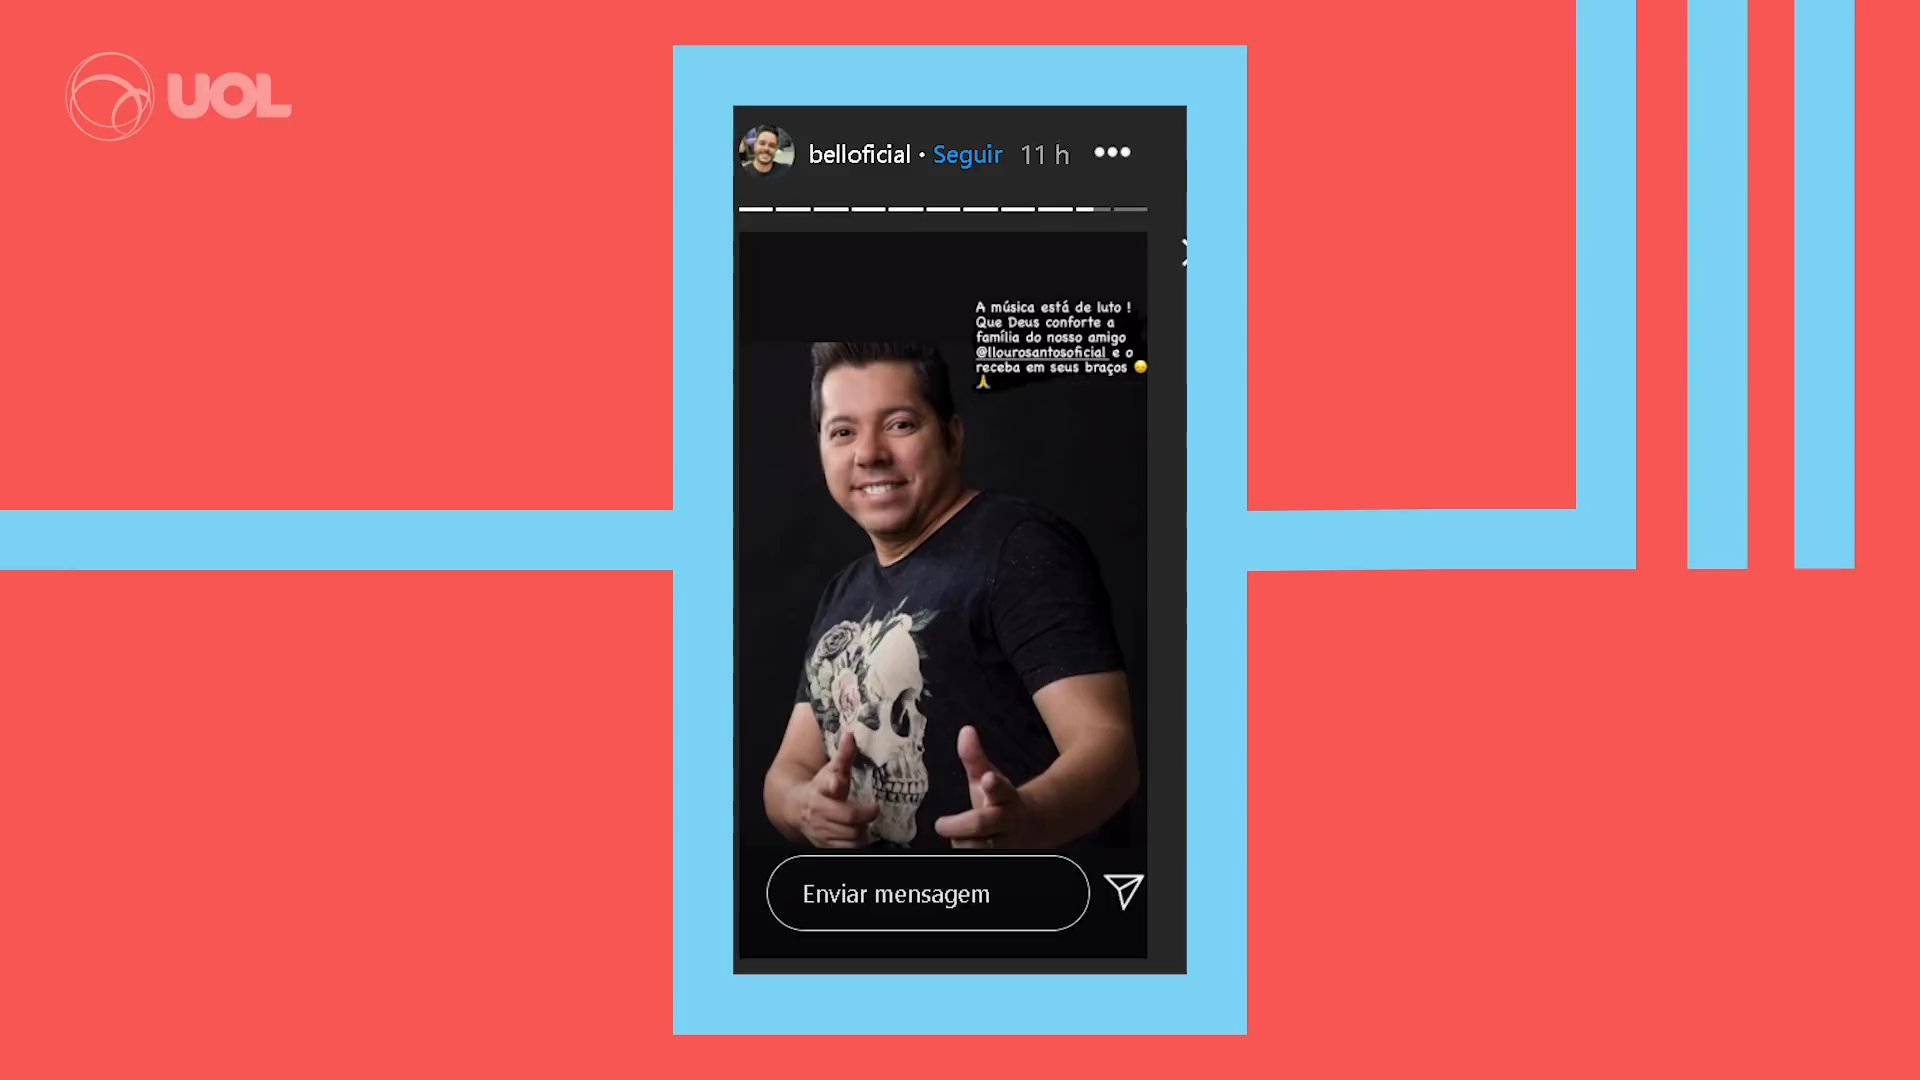 UOL
belloficial • Seguir 11 h
A música está de luto !
Que Deus conforte a
família do nosso amigo
@llourosantosoficial e o
receba em seus braços 😔
🙏
Enviar mensagem